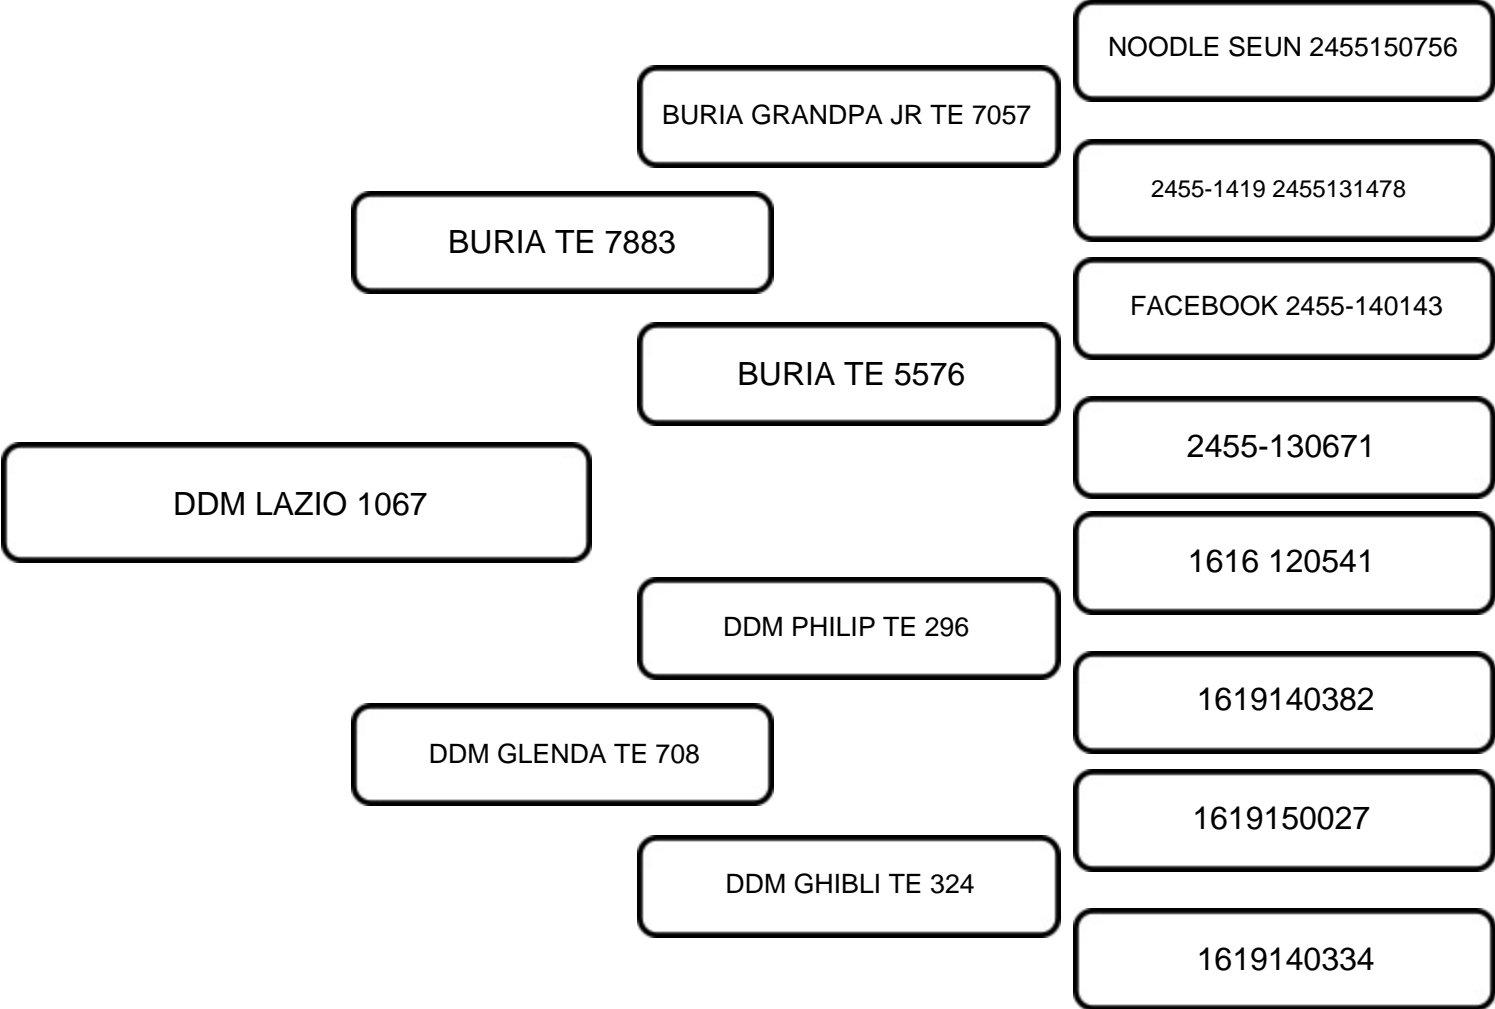 NOODLE SEUN 2455150756
BURIA GRANDPA JR TE 7057
2455-1419 2455131478
BURIA TE 7883
FACEBOOK 2455-140143
BURIA TE 5576
2455-130671
DDM LAZIO 1067
1616 120541
DDM PHILIP TE 296
1619140382
DDM GLENDA TE 708
1619150027
DDM GHIBLI TE 324
1619140334